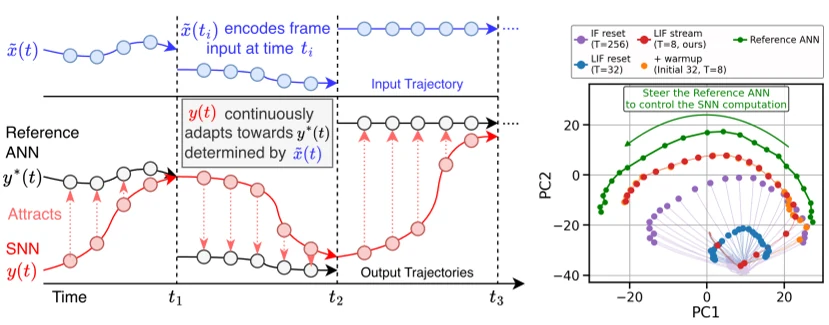 x̃(t)
x̃(tᵢ) encodes frame
input at time tᵢ
....
Input Trajectory
Reference
ANN
y*(t)
Attracts
SNN
y(t)
y(t) continuously
adapts towards y*(t)
determined by x̃(t)
....
Output Trajectories
Time
t₁
t₂
t₃
IF reset
(T=256)
LIF reset
(T=32)
LIF stream
(T=8, ours)
+ warmup
(Initial 32, T=8)
Reference ANN
Steer the Reference ANN
to control the SNN computation
PC2
20
0
−20
−40
−20
0
20
PC1